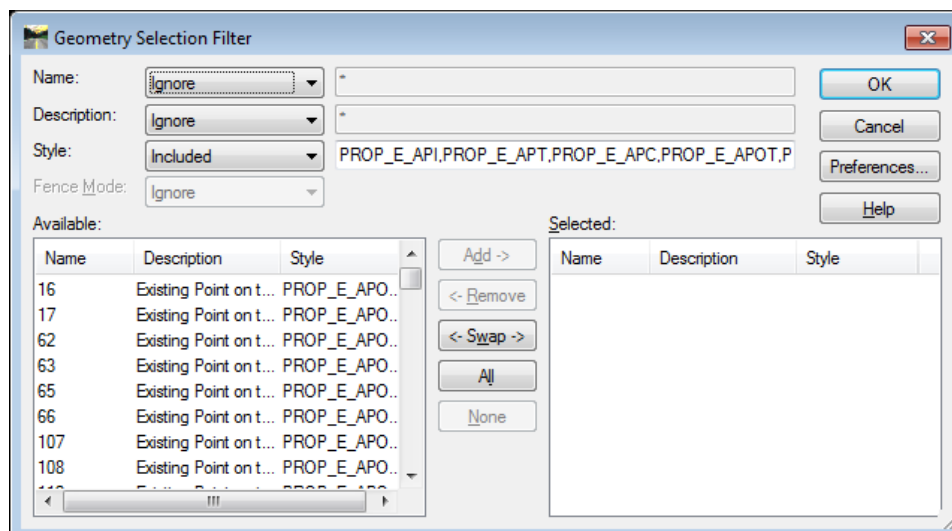 Geometry Selection Filter
Name: Ignore *
OK
Description: Ignore *
Cancel
Style: Included PROP_E_API,PROP_E_APT,PROP_E_APC,PROP_E_APOT,P
Preferences...
Fence Mode: Ignore
Help
Available:
Selected:
Name Description Style
Add ->
Name Description Style
16 Existing Point on t... PROP_E_APO...
<- Remove
17 Existing Point on t... PROP_E_APO...
62 Existing Point on t... PROP_E_APO...
<- Swap ->
63 Existing Point on t... PROP_E_APO...
65 Existing Point on t... PROP_E_APO...
All
66 Existing Point on t... PROP_E_APO...
None
107 Existing Point on t... PROP_E_APO...
108 Existing Point on t... PROP_E_APO...